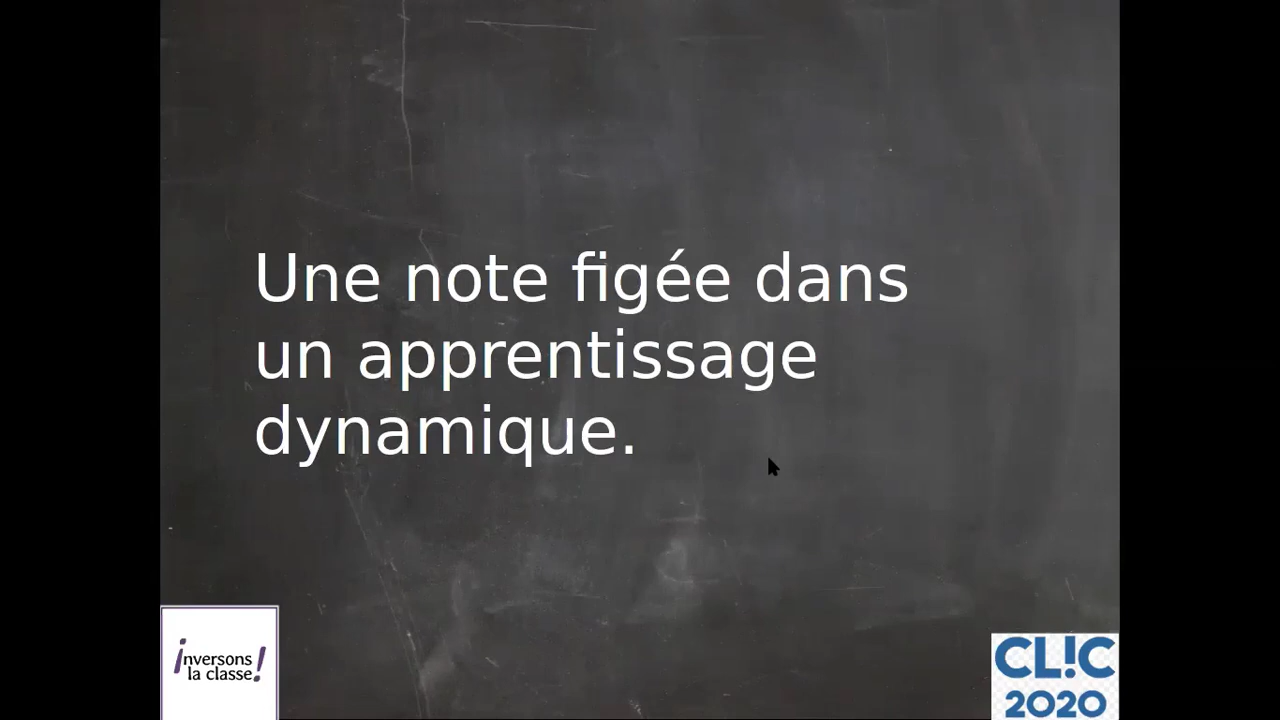 Une note figée dans
un apprentissage
dynamique.
inversons
la classe!
CL!C
2020